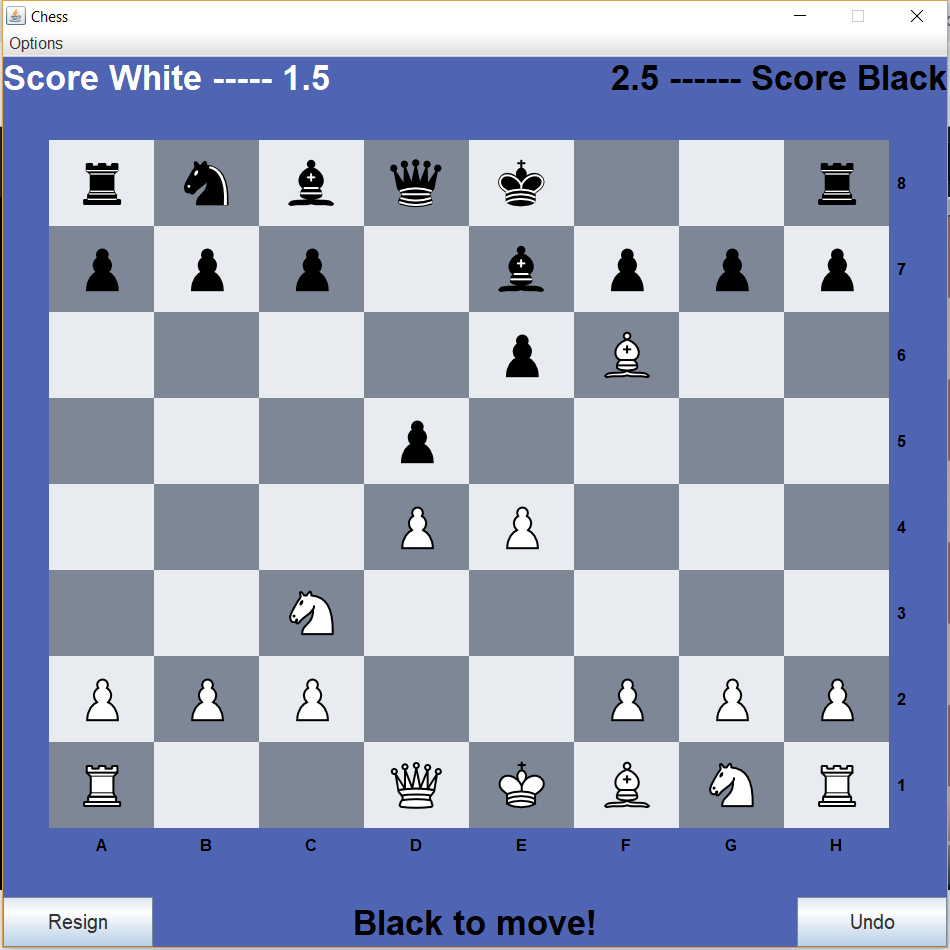 Chess
Options
Score White ----- 1.5
2.5 ------ Score Black
8
7
6
5
4
3
2
1
A B C D E F G H
Resign
Black to move!
Undo